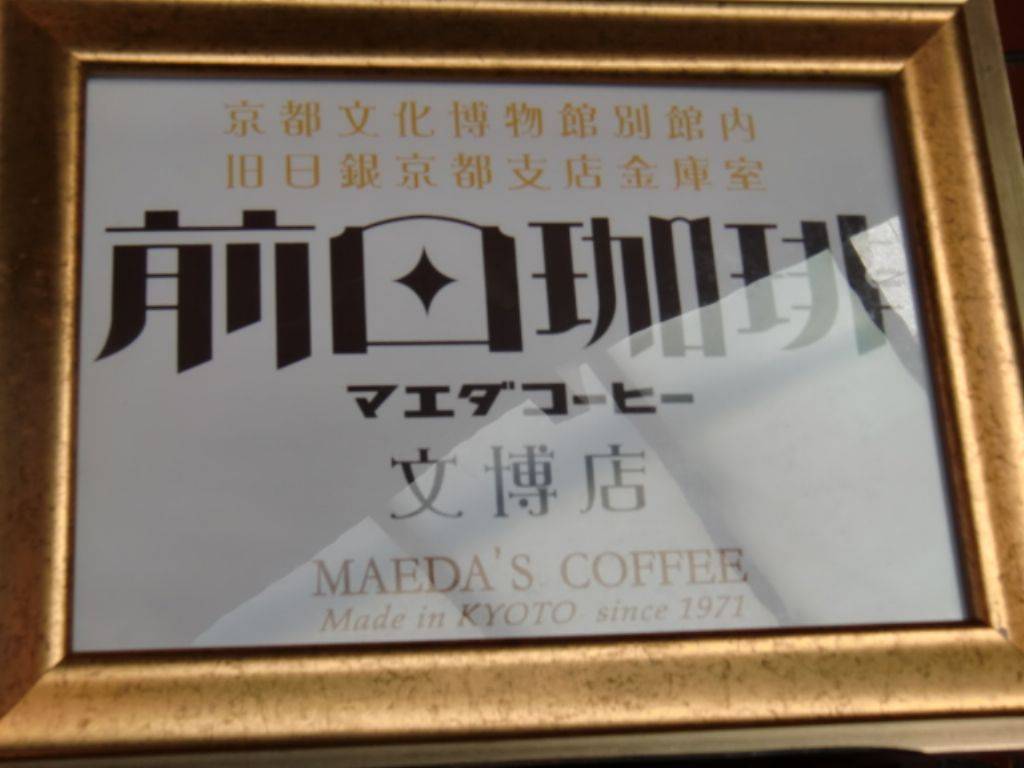 京都文化博物館別館内
旧日銀京都支店金庫室
前田珈琲
マエダコーヒー
文博店
MAEDA'S COFFEE
Made in KYOTO since 1971